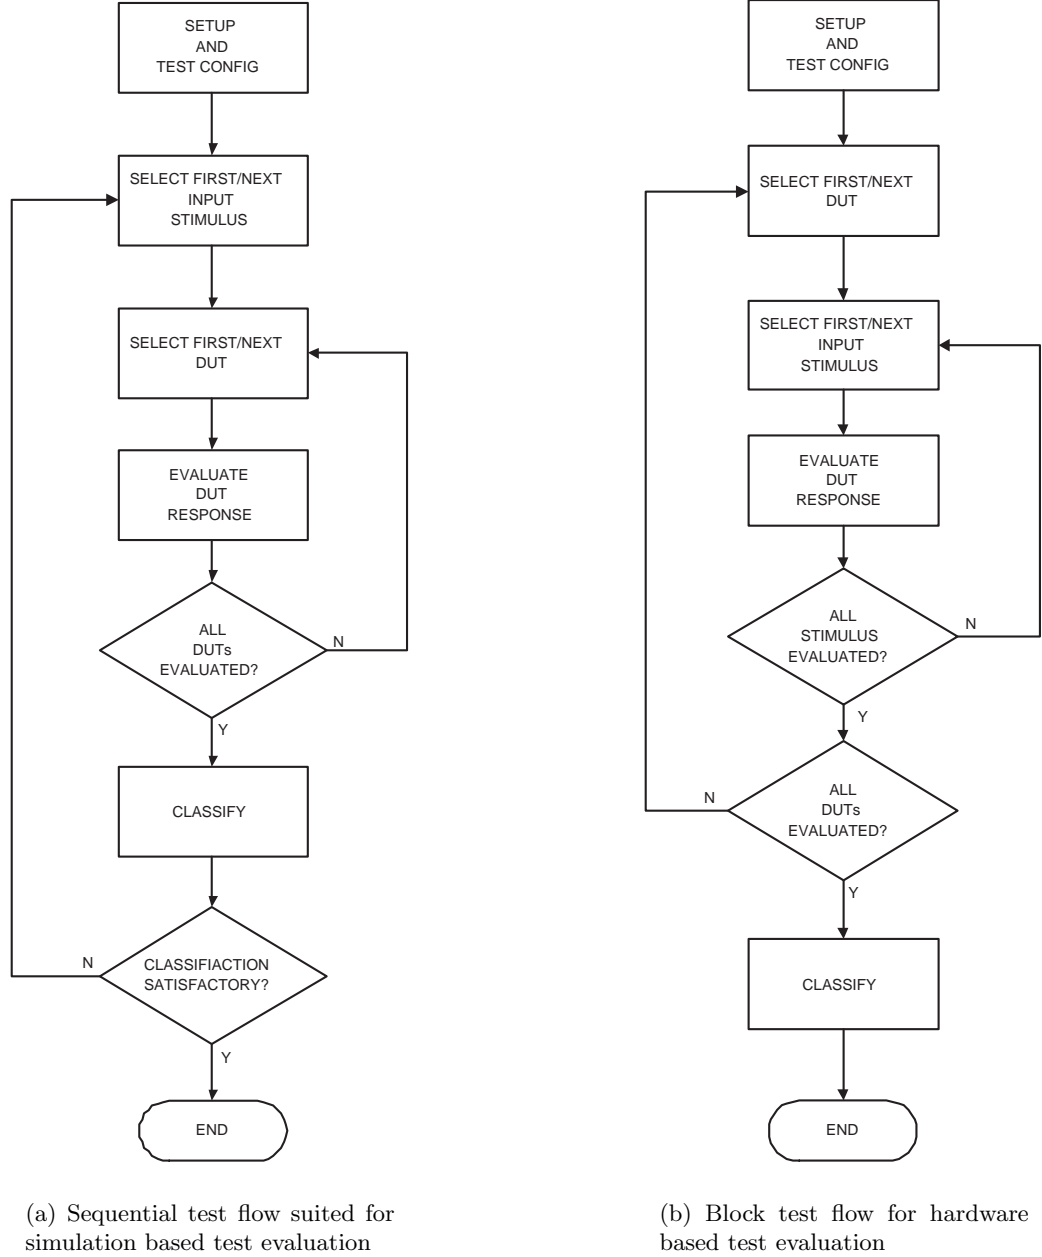 SETUP
AND
TEST CONFIG
SELECT FIRST/NEXT
INPUT
STIMULUS
SELECT FIRST/NEXT
DUT
EVALUATE
DUT
RESPONSE
ALL
DUTs
EVALUATED?
N
Y
CLASSIFY
CLASSIFIACTION
SATISFACTORY?
N
Y
END
(a) Sequential test flow suited for
simulation based test evaluation
SETUP
AND
TEST CONFIG
SELECT FIRST/NEXT
DUT
SELECT FIRST/NEXT
INPUT
STIMULUS
EVALUATE
DUT
RESPONSE
ALL
STIMULUS
EVALUATED?
N
Y
ALL
DUTs
EVALUATED?
N
Y
CLASSIFY
END
(b) Block test flow for hardware
based test evaluation